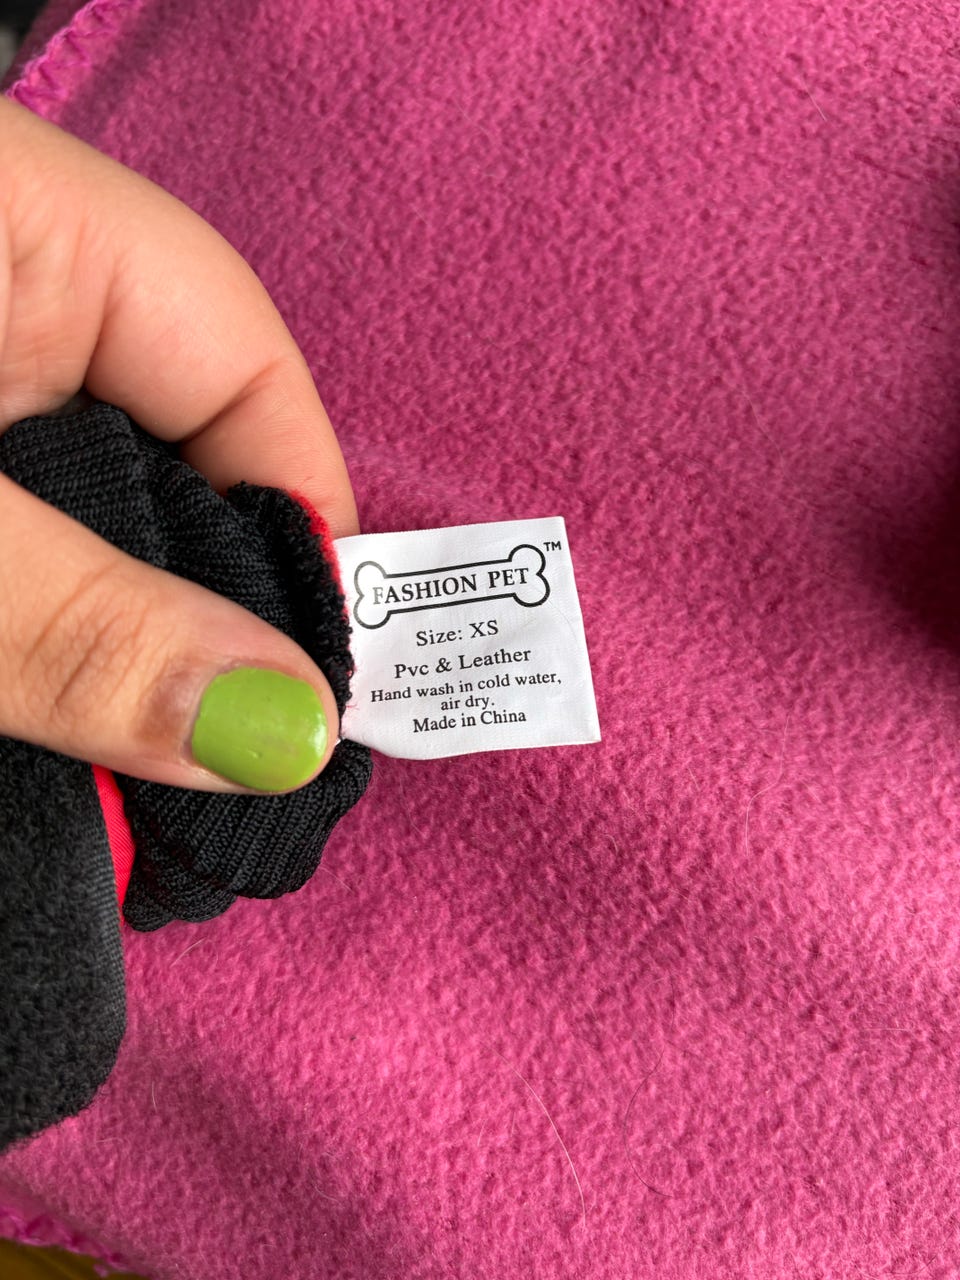 FASHION PET™
Size: XS
Pvc & Leather
Hand wash in cold water,
air dry.
Made in China